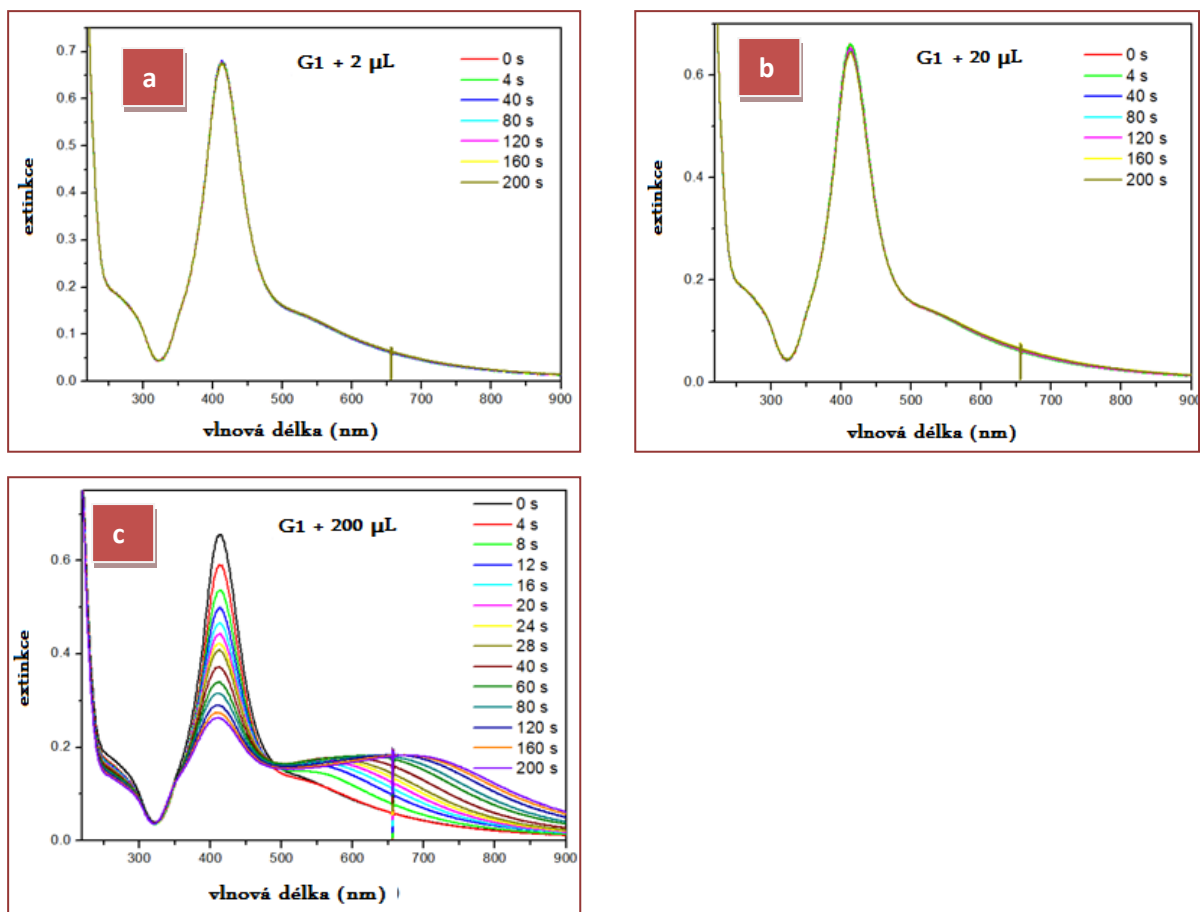 a
G1 + 2 µL
0 s
4 s
40 s
80 s
120 s
160 s
200 s
extinkce
0.7
0.6
0.5
0.4
0.3
0.2
0.1
0.0
300 400 500 600 700 800 900
vlnová délka (nm)
b
G1 + 20 µL
0 s
4 s
40 s
80 s
120 s
160 s
200 s
extinkce
0.6
0.4
0.2
0.0
300 400 500 600 700 800 900
vlnová délka (nm)
c
G1 + 200 µL
0 s
4 s
8 s
12 s
16 s
20 s
24 s
28 s
40 s
60 s
80 s
120 s
160 s
200 s
extinkce
0.6
0.4
0.2
0.0
300 400 500 600 700 800 900
vlnová délka (nm) )